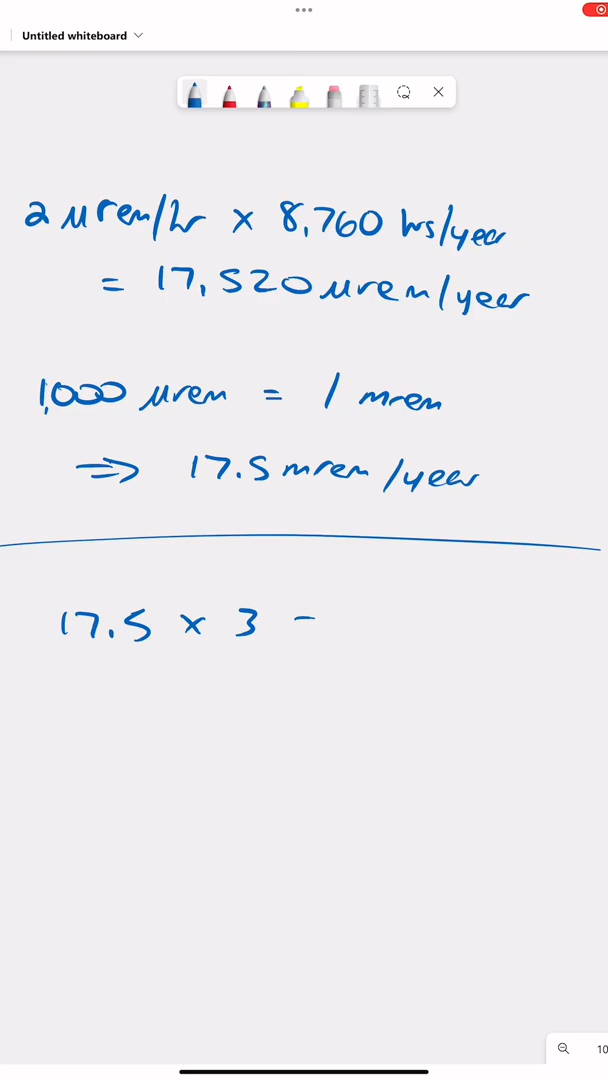 Untitled whiteboard
2 μrem/hr × 8,760 hrs/year
= 17,520 μrem/year
1,000 μrem = 1 mrem
⇒ 17.5 mrem/year
17.5 × 3 -
10